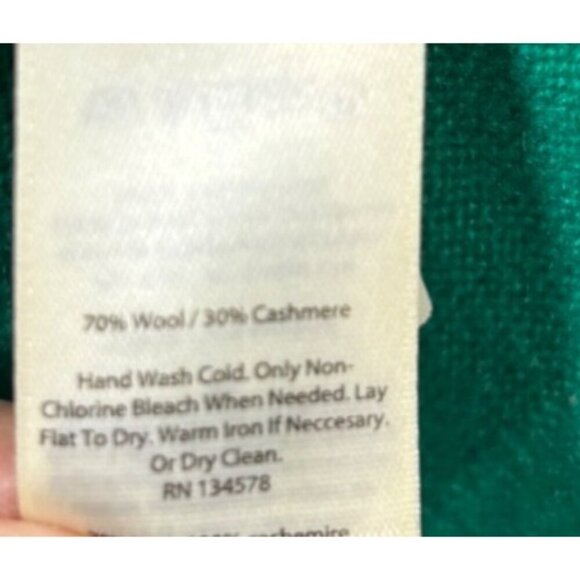 70% Wool / 30% Cashmere
Hand Wash Cold. Only Non-
Chlorine Bleach When Needed. Lay
Flat To Dry. Warm Iron If Neccesary.
Or Dry Clean.
RN 134578
cachemire